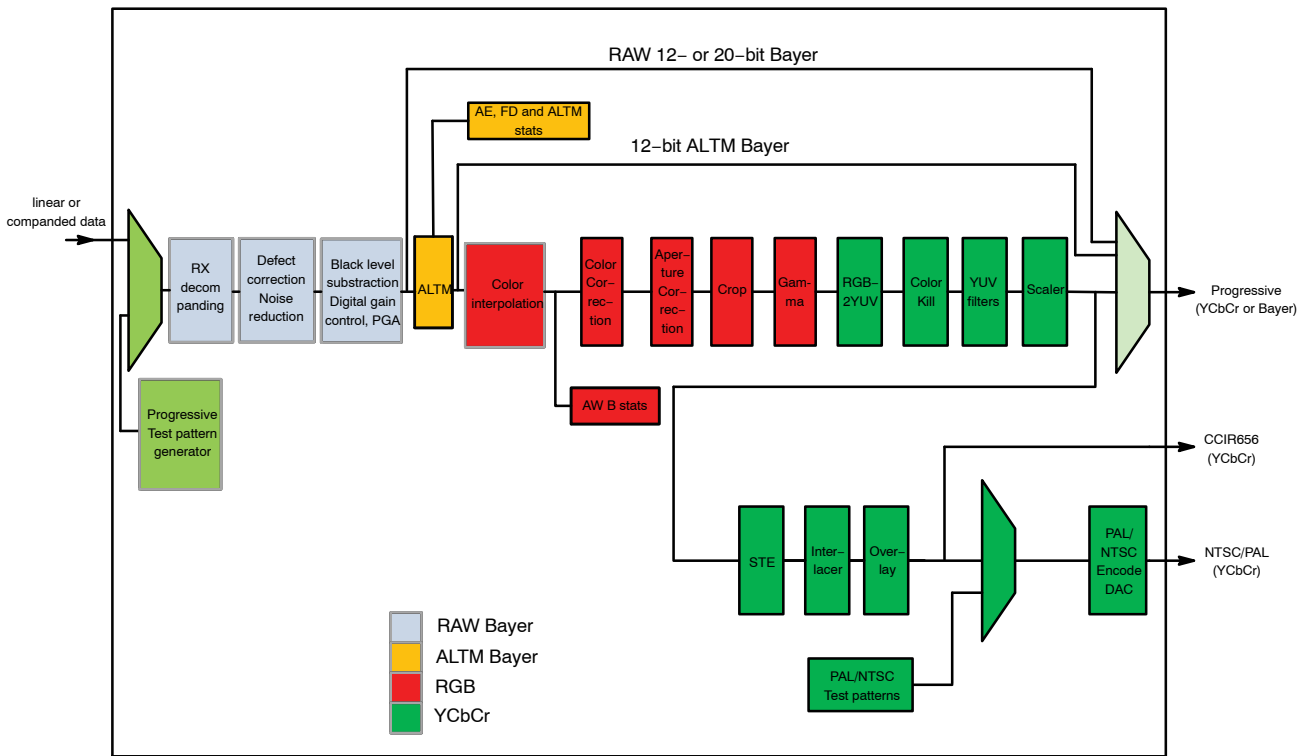 RAW 12– or 20–bit Bayer
AE, FD and ALTM
stats
12–bit ALTM Bayer
linear or
companded data
RX
decom
panding
Defect
correction
Noise
reduction
Black level
substraction
Digital gain
control, PGA
ALTM
Color
interpolation
Color
Cor–
rec–
tion
Aper–
ture
Cor–
rec–
tion
Crop
Gam–
ma
RGB–
2YUV
Color
Kill
YUV
filters
Scaler
Progressive
(YCbCr or Bayer)
Progressive
Test pattern
generator
AW B stats
CCIR656
(YCbCr)
STE
Inter–
lacer
Over–
lay
PAL/
NTSC
Encode
DAC
NTSC/PAL
(YCbCr)
PAL/NTSC
Test patterns
RAW Bayer
ALTM Bayer
RGB
YCbCr